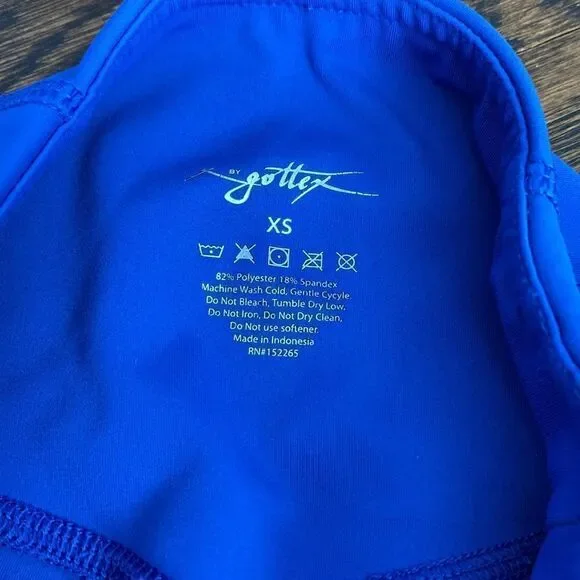 BY gottex
XS
82% Polyester 18% Spandex
Machine Wash Cold, Gentle Cycyle.
Do Not Bleach, Tumble Dry Low,
Do Not Iron, Do Not Dry Clean,
Do Not use softener.
Made in Indonesia
RN#152265